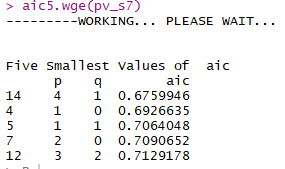 > aic5.wge(pv_s7)
---------WORKING... PLEASE WAIT...
Five Smallest Values of  aic
      p    q        aic
14    4    1  0.6759946
4     1    0  0.6926635
5     1    1  0.7064048
7     2    0  0.7090652
12    3    2  0.7129178